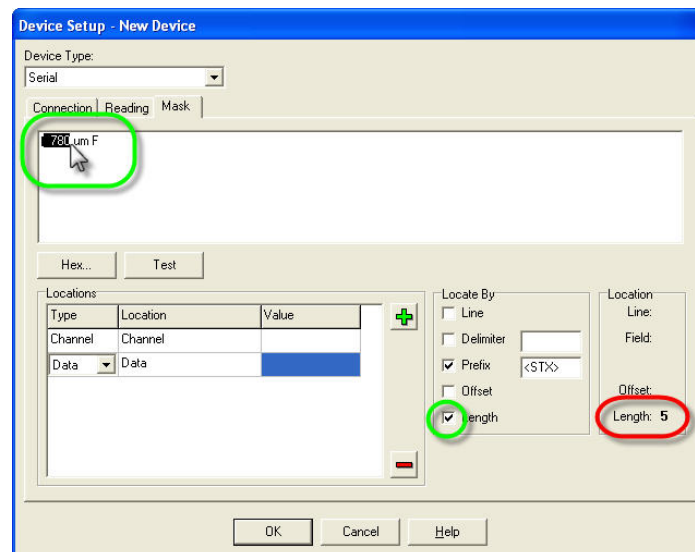 Device Setup - New Device
Device Type:
Serial
Connection Reading Mask
780 um F
Hex... Test
Locations
Type Location Value
Channel Channel
Data Data
Locate By
Line
Delimiter
Prefix <STX>
Offset
Length
Location
Line:
Field:
Offset:
Length: 5
OK Cancel Help